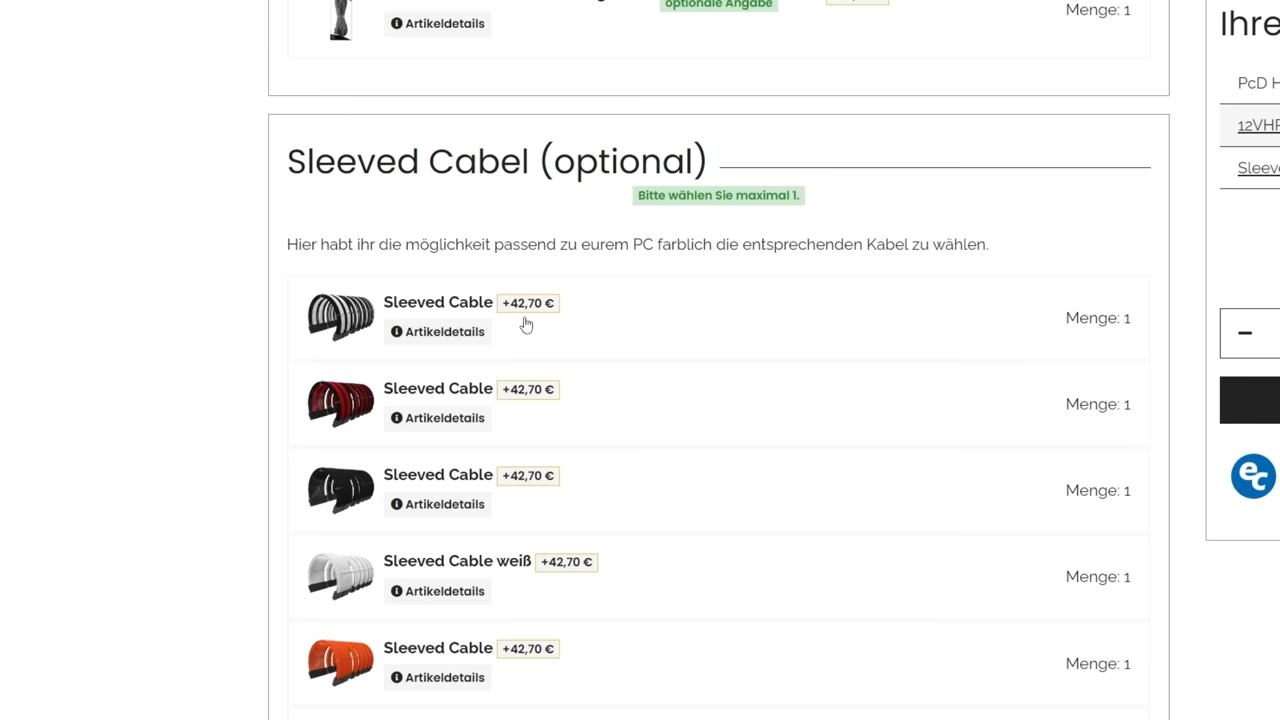 optionale Angabe
Artikeldetails
Menge: 1
Sleeved Cabel (optional)
Bitte wählen Sie maximal 1.
Hier habt ihr die möglichkeit passend zu eurem PC farblich die entsprechenden Kabel zu wählen.
Sleeved Cable +42,70 €
Artikeldetails
Menge: 1
Sleeved Cable +42,70 €
Artikeldetails
Menge: 1
Sleeved Cable +42,70 €
Artikeldetails
Menge: 1
Sleeved Cable weiß +42,70 €
Artikeldetails
Menge: 1
Sleeved Cable +42,70 €
Artikeldetails
Menge: 1
Ihre
PcD H
12VHP
Sleeve
ec